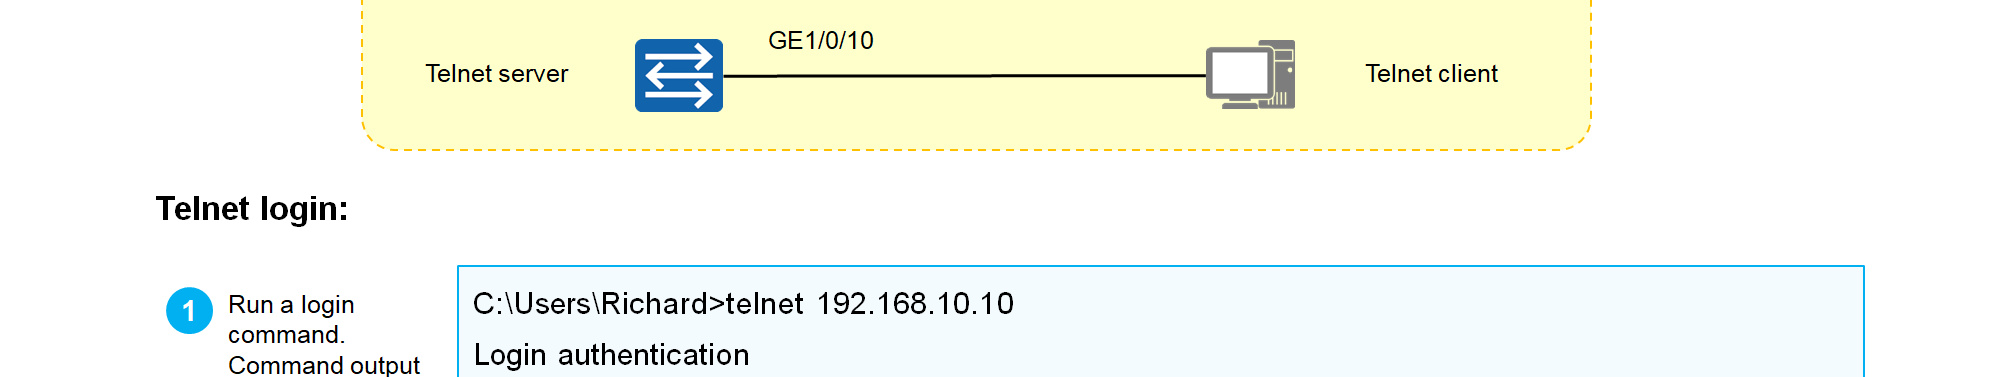 GE1/0/10
Telnet server
Telnet client
Telnet login:
1
Run a login
command.
Command output
C:\Users\Richard>telnet 192.168.10.10
Login authentication